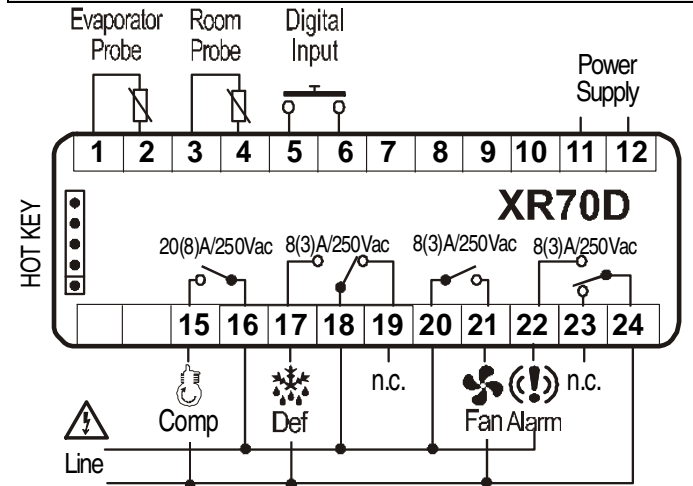 Evaporator Probe
Room Probe
Digital Input
Power Supply
1 2 3 4 5 6 7 8 9 10 11 12
HOT KEY
XR70D
20(8)A/250Vac 8(3)A/250Vac 8(3)A/250Vac 8(3)A/250Vac
15 16 17 18 19 20 21 22 23 24
n.c. n.c.
Comp Def Fan Alarm
Line